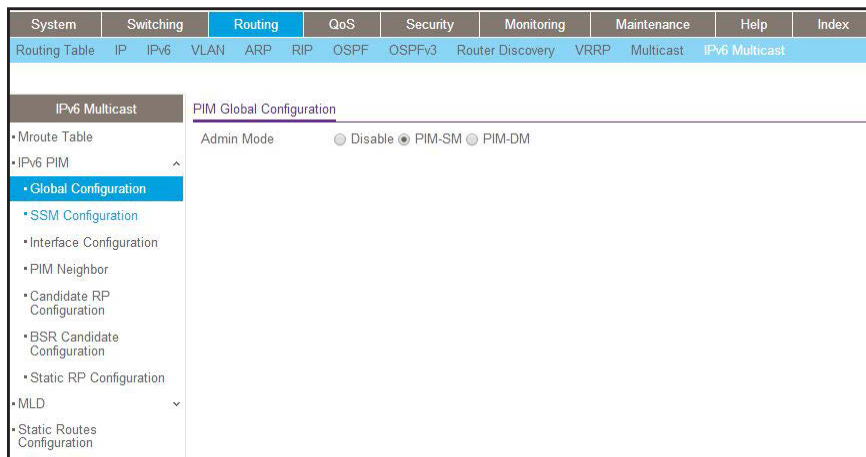 System Switching Routing QoS Security Monitoring Maintenance Help Index
Routing Table IP IPv6 VLAN ARP RIP OSPF OSPFv3 Router Discovery VRRP Multicast IPv6 Multicast
IPv6 Multicast
Mroute Table
IPv6 PIM
Global Configuration
SSM Configuration
Interface Configuration
PIM Neighbor
Candidate RP
Configuration
BSR Candidate
Configuration
Static RP Configuration
MLD
Static Routes
Configuration
PIM Global Configuration
Admin Mode Disable PIM-SM PIM-DM